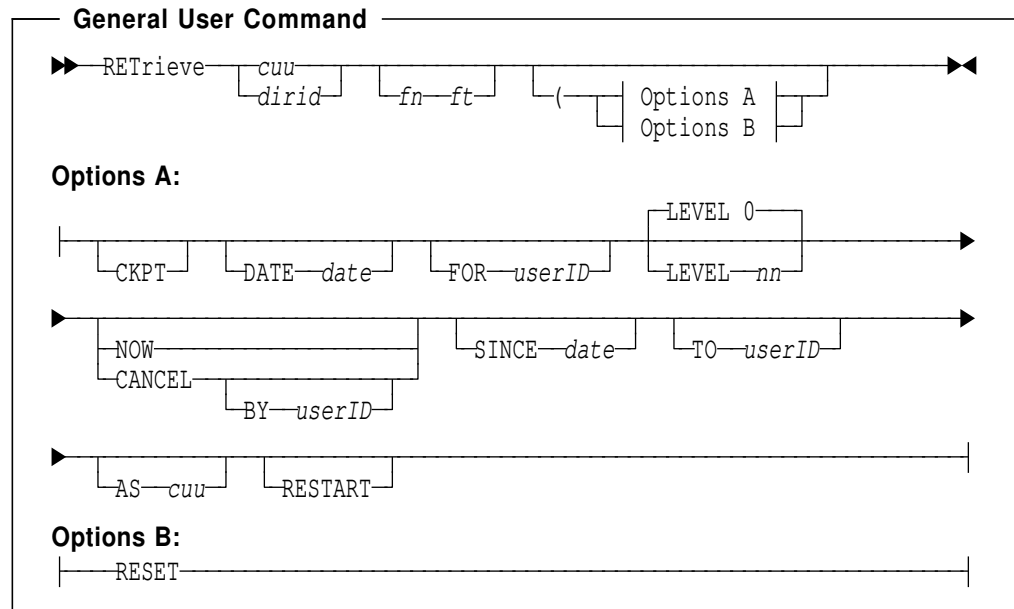 General User Command
RETrieve cuu fn ft ( Options A
dirid Options B
Options A:
LEVEL 0
CKPT DATE date FOR userID LEVEL nn
NOW SINCE date TO userID
CANCEL
BY userID
AS cuu RESTART
Options B:
RESET